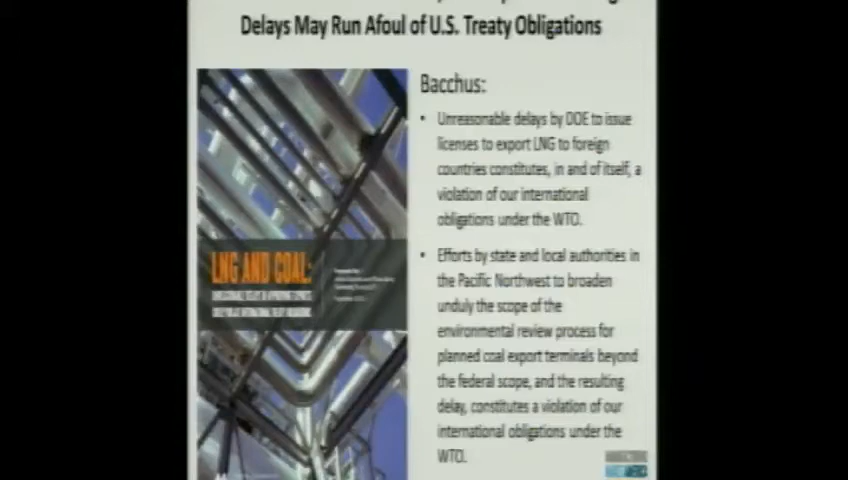 Delays May Run Afoul of U.S. Treaty Obligations
Bacchus:
• Unreasonable delays by DOE to issue
licenses to export LNG to foreign
countries constitutes, in and of itself, a
violation of our international
obligations under the WTO.
• Efforts by state and local authorities in
the Pacific Northwest to broaden
unduly the scope of the
environmental review process for
planned coal export terminals beyond
the federal scope, and the resulting
delay, constitutes a violation of our
international obligations under the
WTO.
LNG AND COAL: